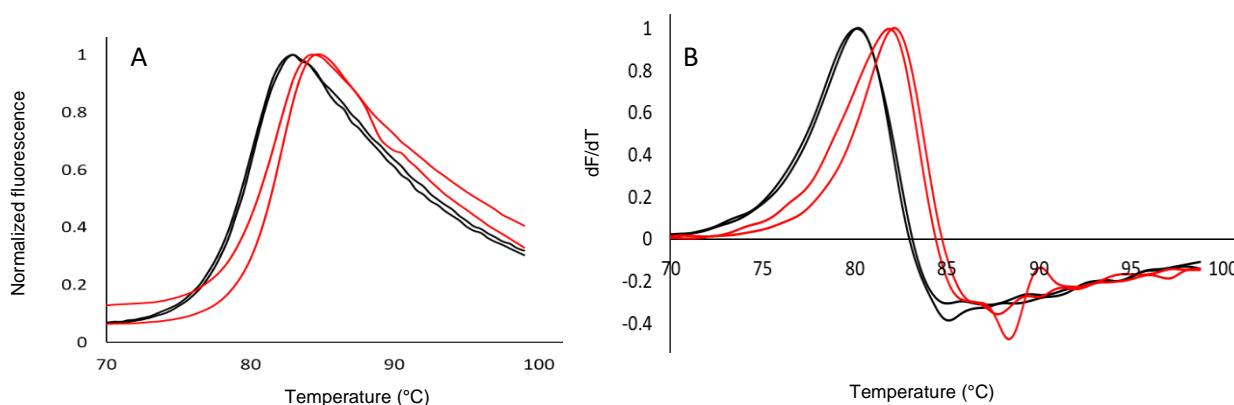 A
Normalized fluorescence
1
0.8
0.6
0.4
0.2
0
70 80 90 100
Temperature (°C)
B
dF/dT
1
0.8
0.6
0.4
0.2
0
-0.2
-0.4
70 75 80 85 90 95 100
Temperature (°C)